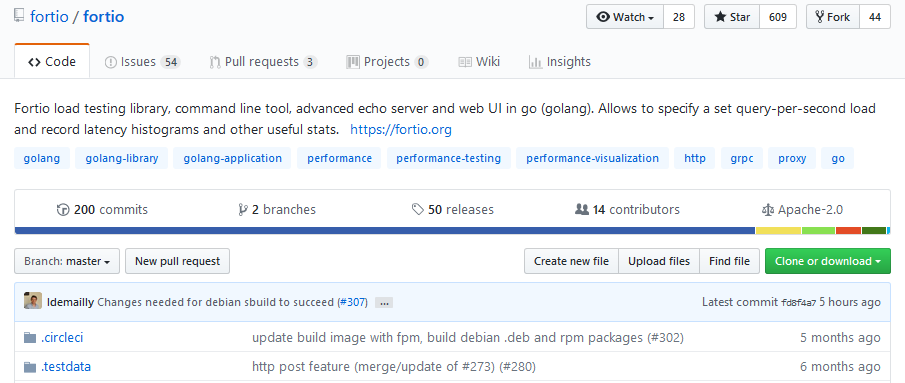 fortio / fortio Watch 28 Star 609 Fork 44
Code Issues 54 Pull requests 3 Projects 0 Wiki Insights
Fortio load testing library, command line tool, advanced echo server and web UI in go (golang). Allows to specify a set query-per-second load
and record latency histograms and other useful stats. https://fortio.org
golang golang-library golang-application performance performance-testing performance-visualization http grpc proxy go
200 commits 2 branches 50 releases 14 contributors Apache-2.0
Branch: master New pull request Create new file Upload files Find file Clone or download
ldemailly Changes needed for debian sbuild to succeed (#307) ... Latest commit fd8f4a7 5 hours ago
.circleci update build image with fpm, build debian .deb and rpm packages (#302) 5 months ago
.testdata http post feature (merge/update of #273) (#280) 6 months ago